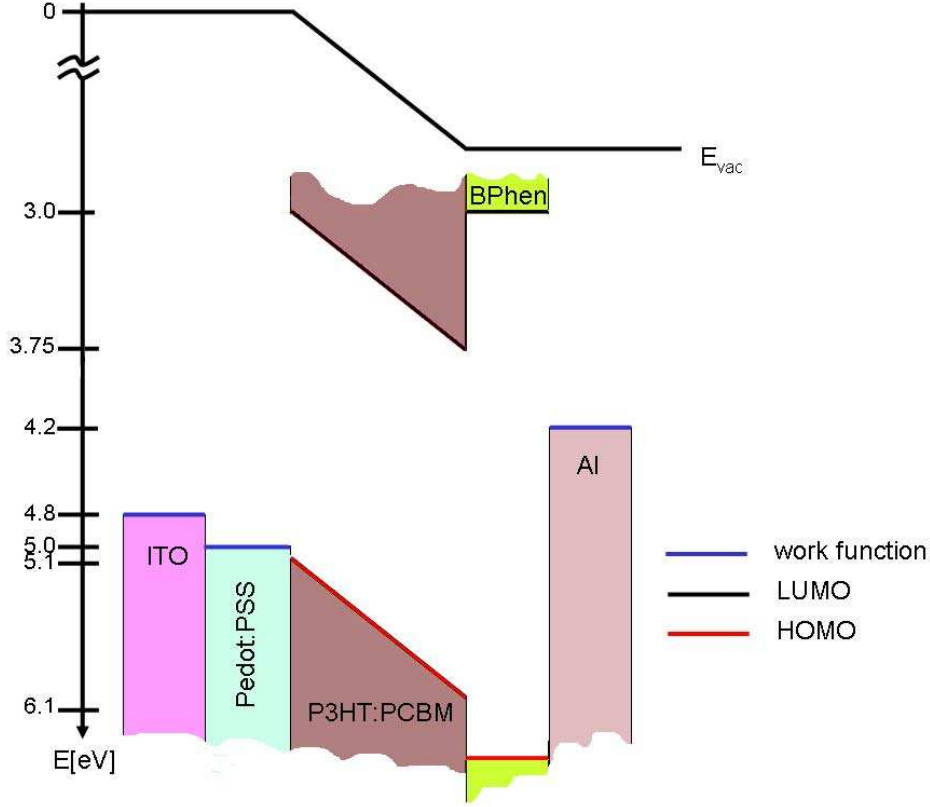 0
E vac
BPhen
3.0
3.75
4.2
Al
4.8
5.0
5.1
ITO
Pedot:PSS
work function
LUMO
HOMO
6.1
P3HT:PCBM
E[eV]